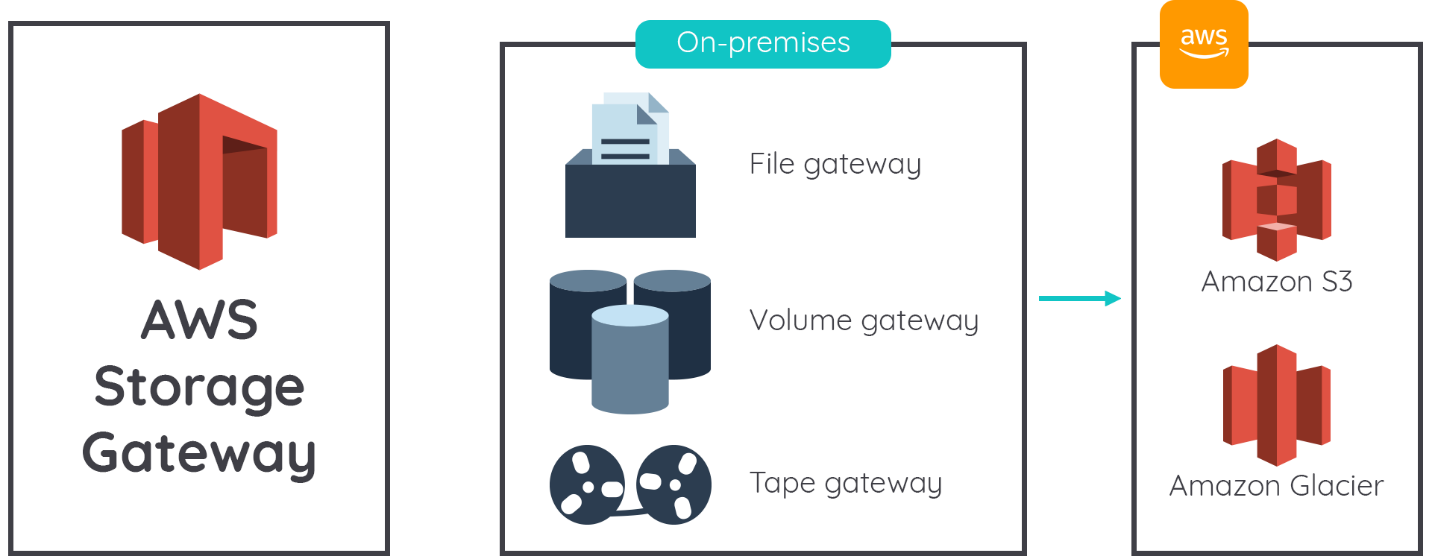 AWS
Storage
Gateway
On-premises
File gateway
Volume gateway
Tape gateway
aws
Amazon S3
Amazon Glacier